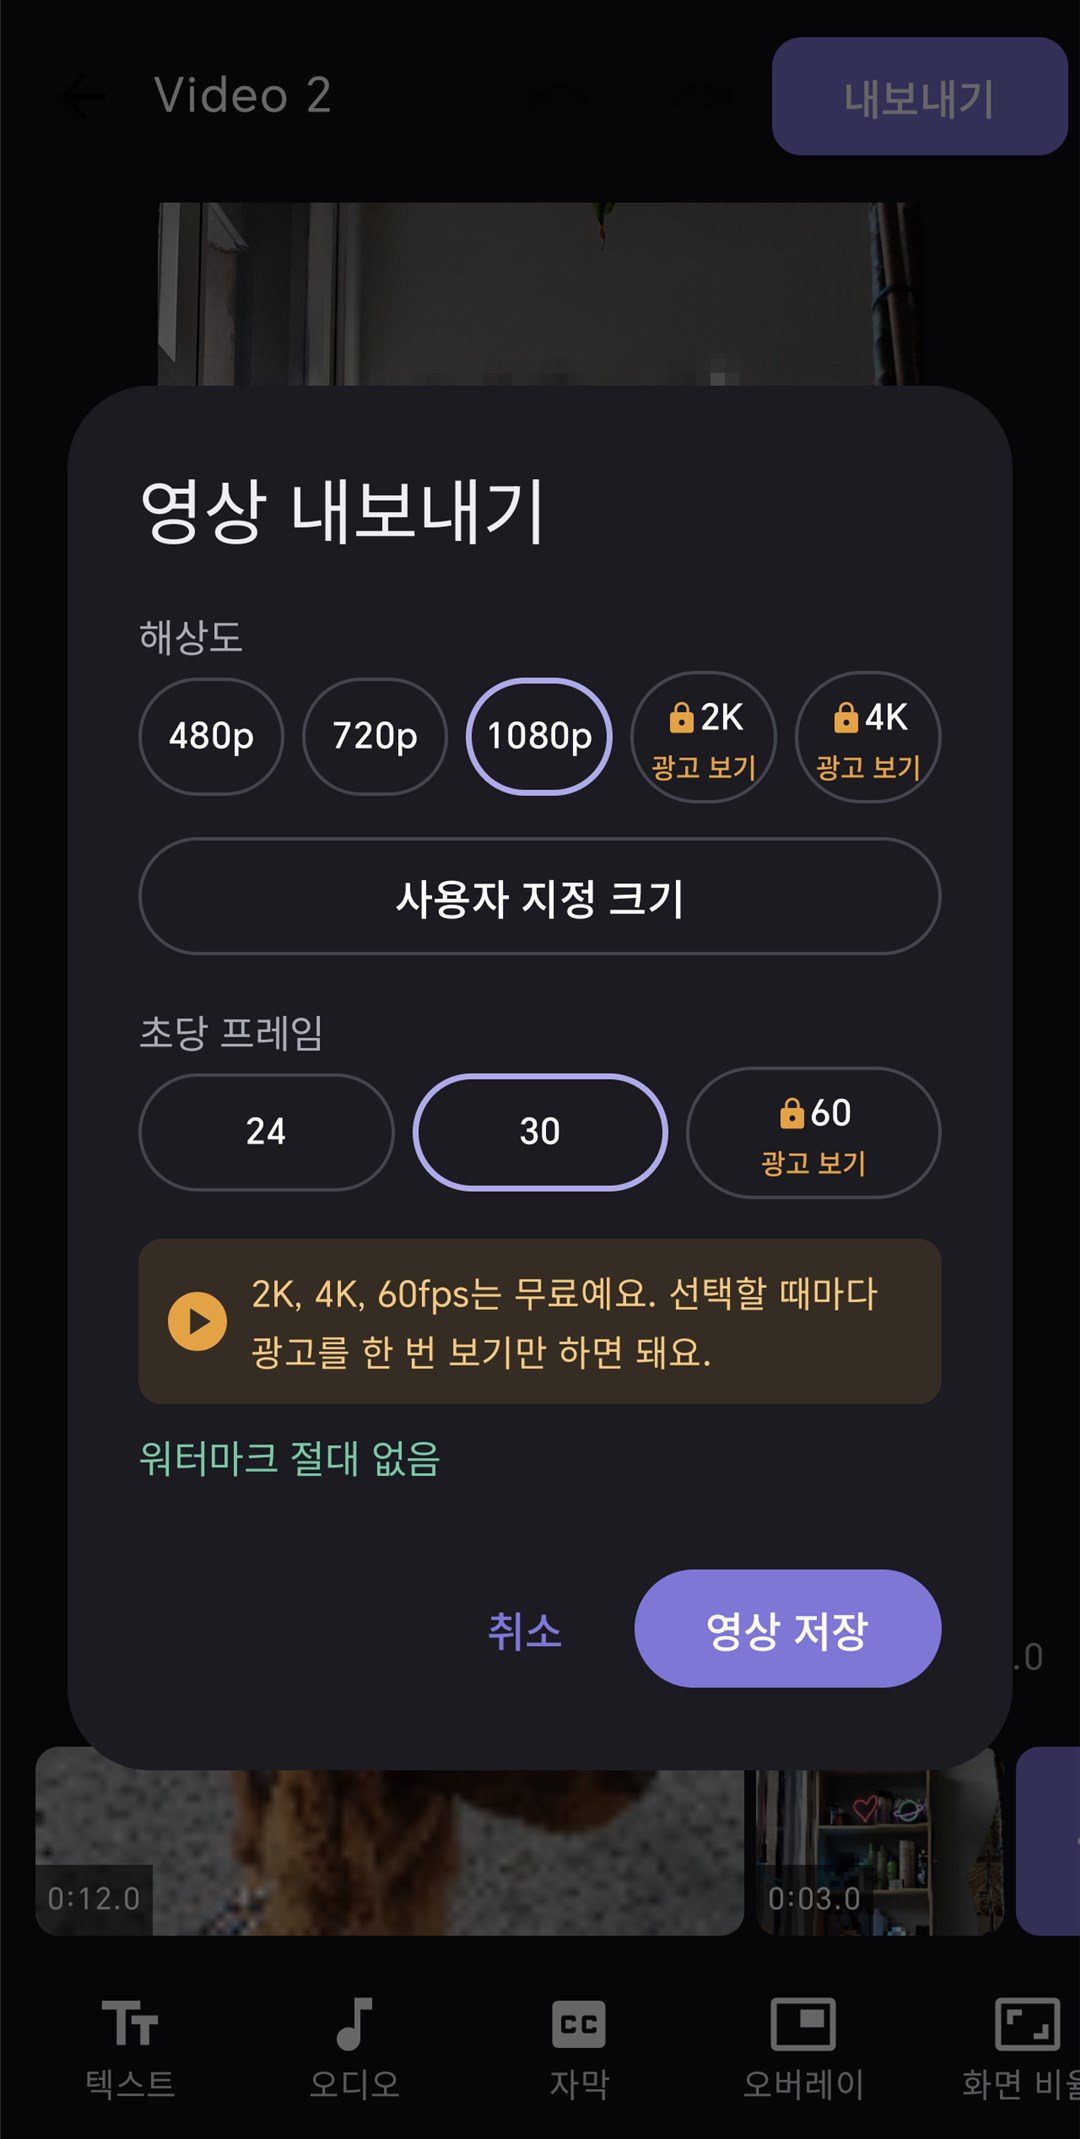 Video 2
내보내기
영상 내보내기
해상도
480p
720p
1080p
2K
광고 보기
4K
광고 보기
사용자 지정 크기
초당 프레임
24
30
60
광고 보기
2K, 4K, 60fps는 무료예요. 선택할 때마다
광고를 한 번 보기만 하면 돼요.
워터마크 절대 없음
취소
영상 저장
.0
0:12.0
0:03.0
텍스트
오디오
CC
자막
오버레이
화면 비율